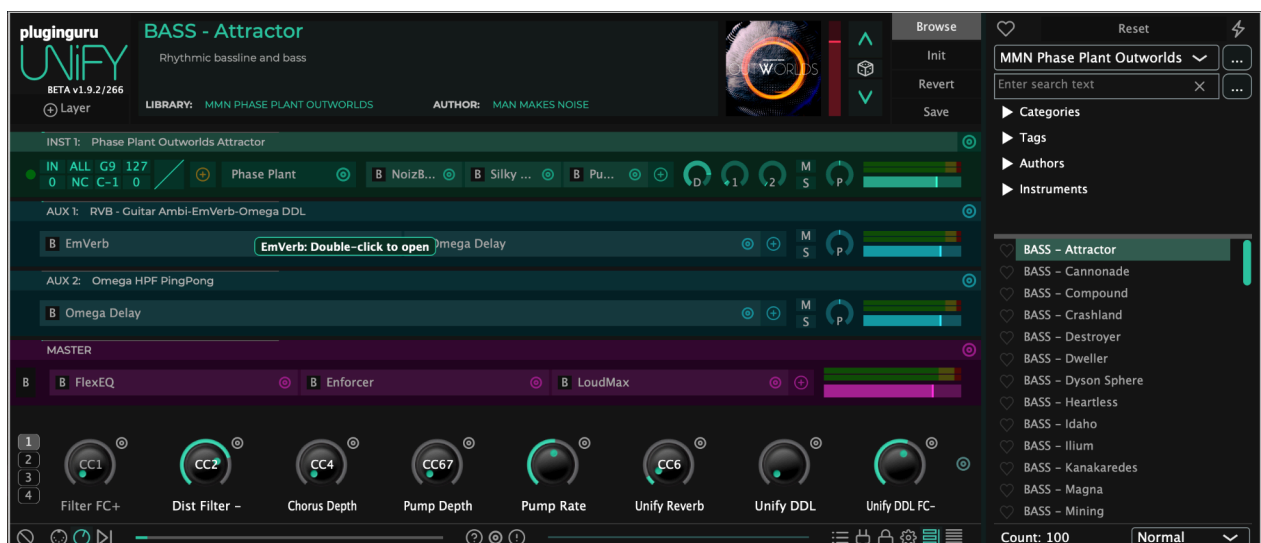 pluginguru
UNiFY
BETA v1.9.2/266
Layer
BASS - Attractor
Rhythmic bassline and bass
LIBRARY: MMN PHASE PLANT OUTWORLDS AUTHOR: MAN MAKES NOISE
OUTWORLDS
Browse
Init
Revert
Save
INST 1: Phase Plant Outworlds Attractor
IN ALL G9 127
0 NC C-1 0
Phase Plant
B NoizB...
B Silky ...
B Pu...
D 1 2
M
S
P
AUX 1: RVB - Guitar Ambi-EmVerb-Omega DDL
B EmVerb
EmVerb: Double-click to open
Omega Delay
M
S
P
AUX 2: Omega HPF PingPong
B Omega Delay
M
S
P
MASTER
B
B FlexEQ
B Enforcer
B LoudMax
1
2
3
4
CC1 CC2 CC4 CC67 CC6
Filter FC+ Dist Filter - Chorus Depth Pump Depth Pump Rate Unify Reverb Unify DDL Unify DDL FC-
Reset
MMN Phase Plant Outworlds ...
Enter search text ...
Categories
Tags
Authors
Instruments
BASS - Attractor
BASS - Cannonade
BASS - Compound
BASS - Crashland
BASS - Destroyer
BASS - Dweller
BASS - Dyson Sphere
BASS - Heartless
BASS - Idaho
BASS - Ilium
BASS - Kanakaredes
BASS - Magna
BASS - Mining
Count: 100 Normal